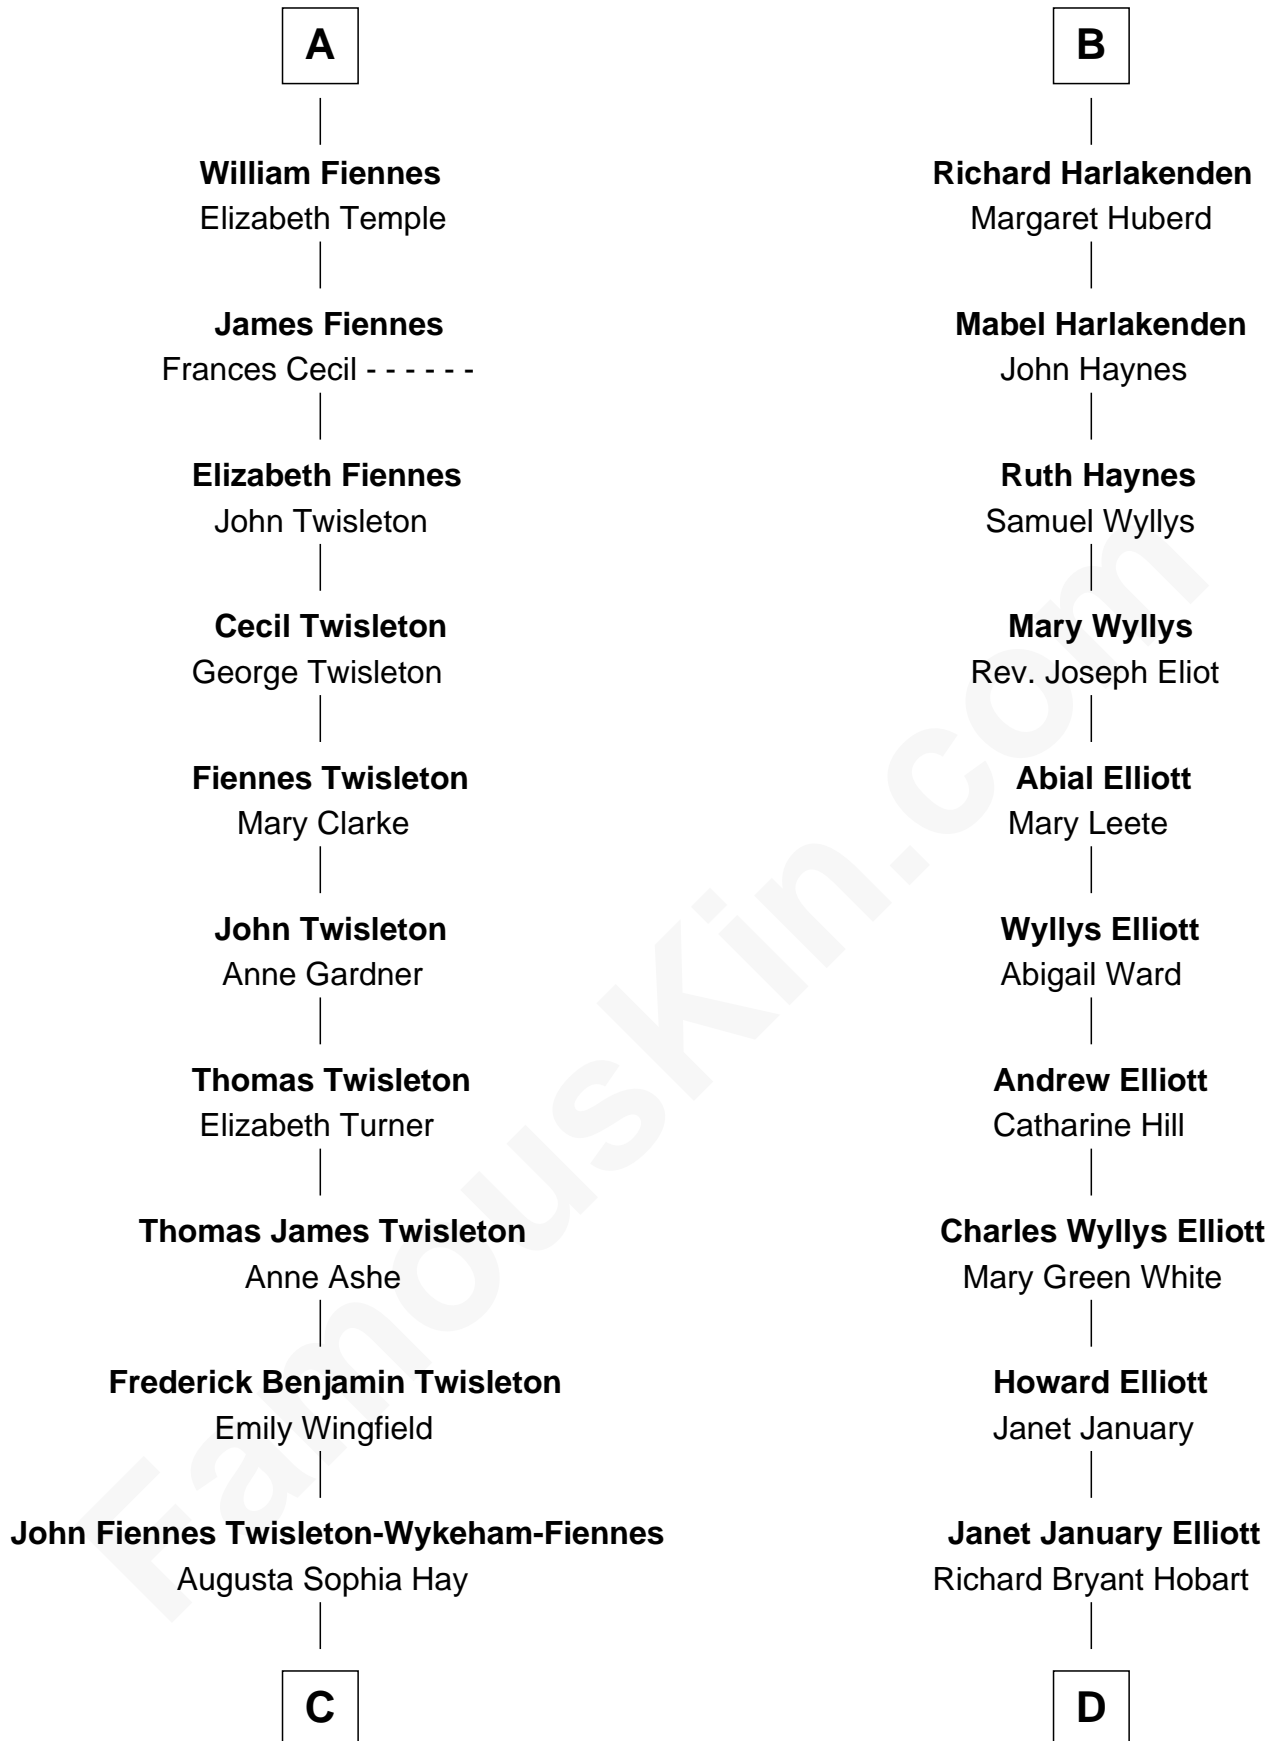 A
William Fiennes
Elizabeth Temple
James Fiennes
Frances Cecil - - - - - -
Elizabeth Fiennes
John Twisleton
Cecil Twisleton
George Twisleton
Fiennes Twisleton
Mary Clarke
John Twisleton
Anne Gardner
Thomas Twisleton
Elizabeth Turner
Thomas James Twisleton
Anne Ashe
Frederick Benjamin Twisleton
Emily Wingfield
John Fiennes Twisleton-Wykeham-Fiennes
Augusta Sophia Hay
C
B
Richard Harlakenden
Margaret Huberd
Mabel Harlakenden
John Haynes
Ruth Haynes
Samuel Wyllys
Mary Wyllys
Rev. Joseph Eliot
Abial Elliott
Mary Leete
Wyllys Elliott
Abigail Ward
Andrew Elliott
Catharine Hill
Charles Wyllys Elliott
Mary Green White
Howard Elliott
Janet January
Janet January Elliott
Richard Bryant Hobart
D
FamousKin.com